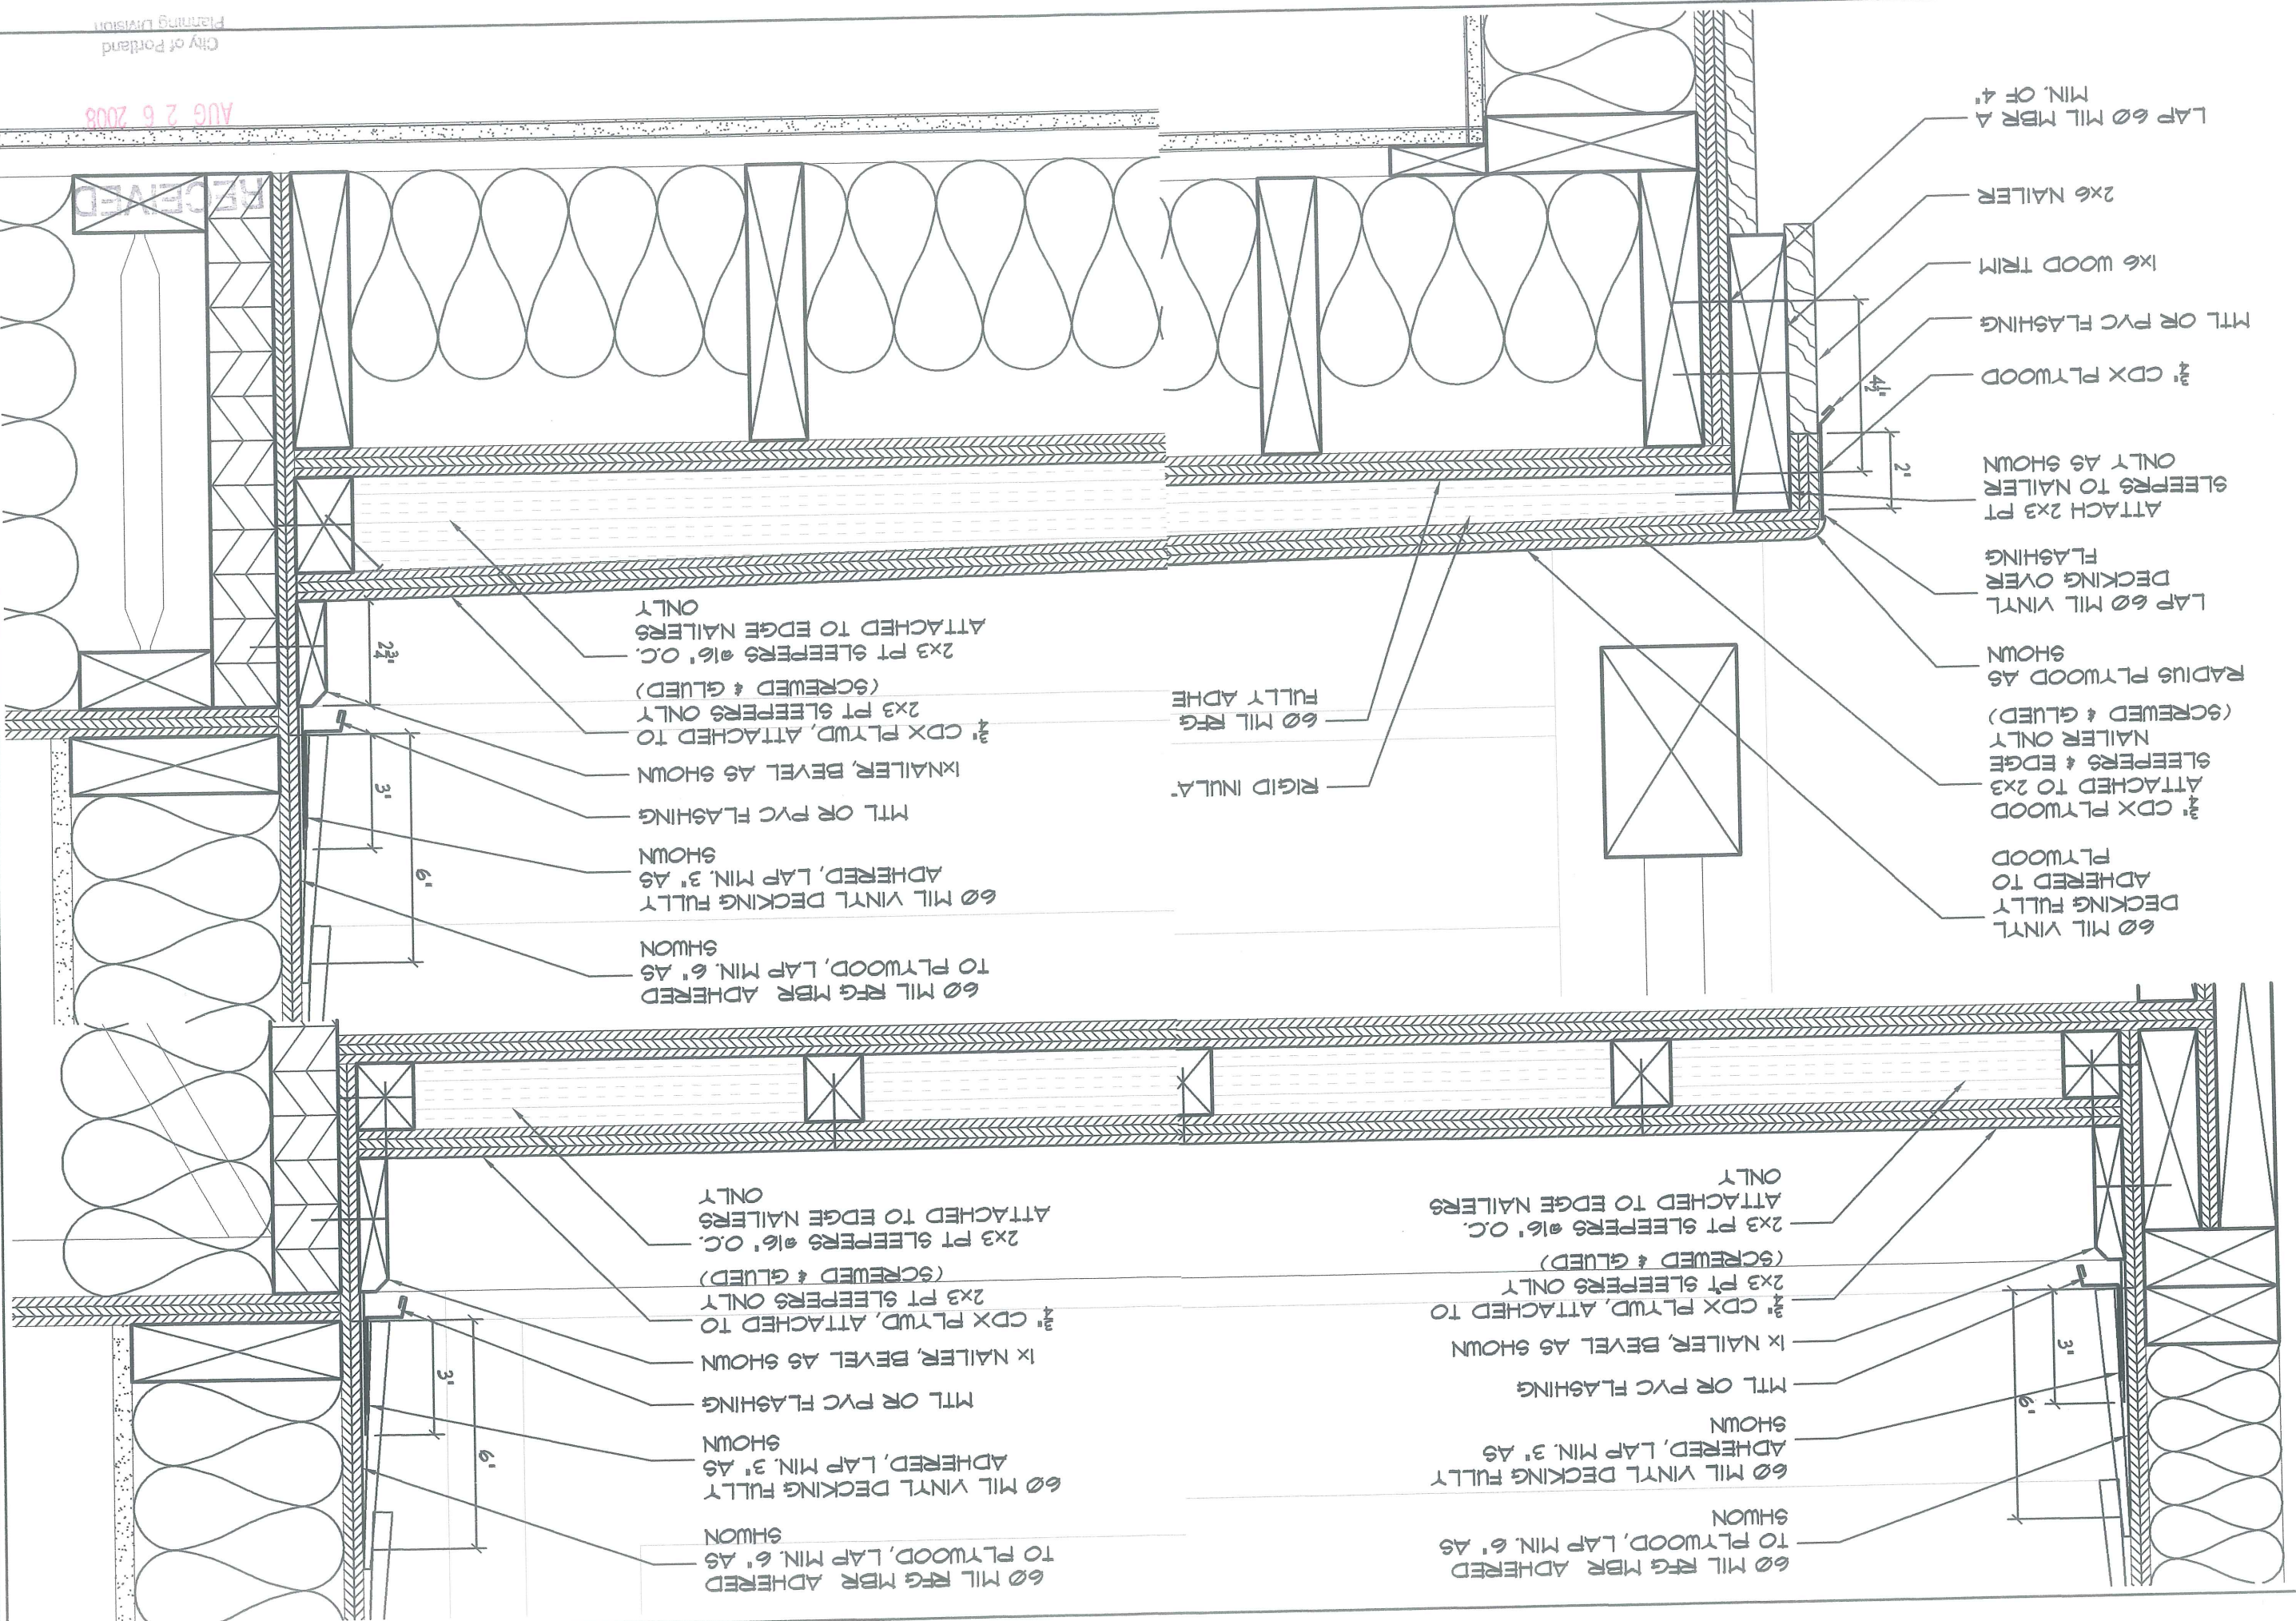 60 MIL RFG MBR ADHERED
TO PLYWOOD, LAP MIN. 6" AS
SHWON
60 MIL VINYL DECKING FULLY
ADHERED, LAP MIN. 3" AS
SHOWN
MTL OR PVC FLASHING
1x NAILER, BEVEL AS SHOWN
3/4" CDX PLYWD, ATTACHED TO
2x3 PT SLEEPERS ONLY
(SCREWED & GLUED)
2x3 PT SLEEPERS @16" O.C.
ATTACHED TO EDGE NAILERS
ONLY
6"
3"
60 MIL RFG MBR ADHERED
TO PLYWOOD, LAP MIN. 6" AS
SHWON
60 MIL VINYL DECKING FULLY
ADHERED, LAP MIN. 3" AS
SHOWN
MTL OR PVC FLASHING
1x NAILER, BEVEL AS SHOWN
3/4" CDX PLYWD, ATTACHED TO
2x3 PT SLEEPERS ONLY
(SCREWED & GLUED)
2x3 PT SLEEPERS @16" O.C.
ATTACHED TO EDGE NAILERS
ONLY
6"
3"
60 MIL VINYL
DECKING FULLY
ADHERED TO
PLYWOOD
3/4" CDX PLYWOOD
ATTACHED TO 2x3
SLEEPERS & EDGE
NAILER ONLY
(SCREWED & GLUED)
RADIUS PLYWOOD AS
SHOWN
LAP 60 MIL VINYL
DECKING OVER
FLASHING
ATTACH 2x3 PT
SLEEPRS TO NAILER
ONLY AS SHOWN
3/4" CDX PLYWOOD
MTL OR PVC FLASHING
1x6 WOOD TRIM
2x6 NAILER
LAP 60 MIL MBR A
MIN. OF 4"
2"
4 1/2"
RIGID INULA
60 MIL RFG
FULLY ADHE
60 MIL RFG MBR ADHERED
TO PLYWOOD, LAP MIN. 6" AS
SHWON
60 MIL VINYL DECKING FULLY
ADHERED, LAP MIN. 3" AS
SHOWN
MTL OR PVC FLASHING
1xNAILER, BEVEL AS SHOWN
3/4" CDX PLYWD, ATTACHED TO
2x3 PT SLEEPERS ONLY
(SCREWED & GLUED)
2x3 PT SLEEPERS @16" O.C.
ATTACHED TO EDGE NAILERS
ONLY
6"
3"
2 3/4"
RECEIVED
AUG 26 2008
City of Portland
Planning Division